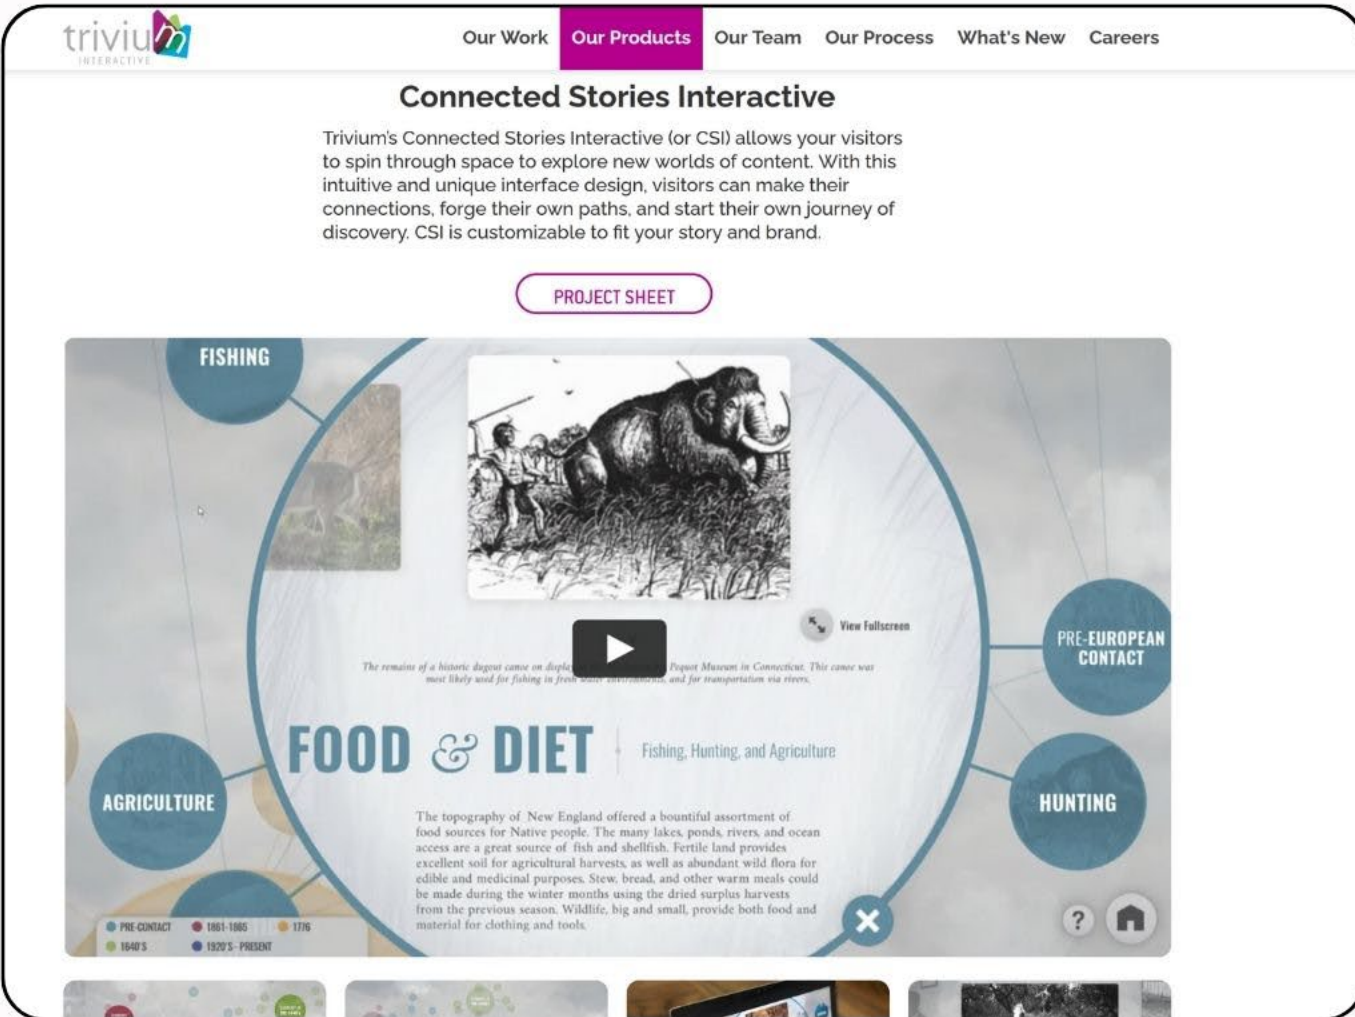 trivium
INTERACTIVE
Our Work
Our Products
Our Team
Our Process
What's New
Careers
Connected Stories Interactive
Trivium's Connected Stories Interactive (or CSI) allows your visitors
to spin through space to explore new worlds of content. With this
intuitive and unique interface design, visitors can make their
connections, forge their own paths, and start their own journey of
discovery. CSI is customizable to fit your story and brand.
PROJECT SHEET
FISHING
View Fullscreen
PRE-EUROPEAN
CONTACT
The remains of a historic dugout canoe on display Pequot Museum in Connecticut. This canoe was
most likely used for fishing in fresh water environments, and for transportation via rivers.
FOOD & DIET
Fishing, Hunting, and Agriculture
AGRICULTURE
HUNTING
The topography of New England offered a bountiful assortment of
food sources for Native people. The many lakes, ponds, rivers, and ocean
access are a great source of fish and shellfish. Fertile land provides
excellent soil for agricultural harvests, as well as abundant wild flora for
edible and medicinal purposes. Stew, bread, and other warm meals could
be made during the winter months using the dried surplus harvests
from the previous season. Wildlife, big and small, provide both food and
material for clothing and tools.
?
PRE-CONTACT
1861-1865
1776
1640'S
1920'S - PRESENT